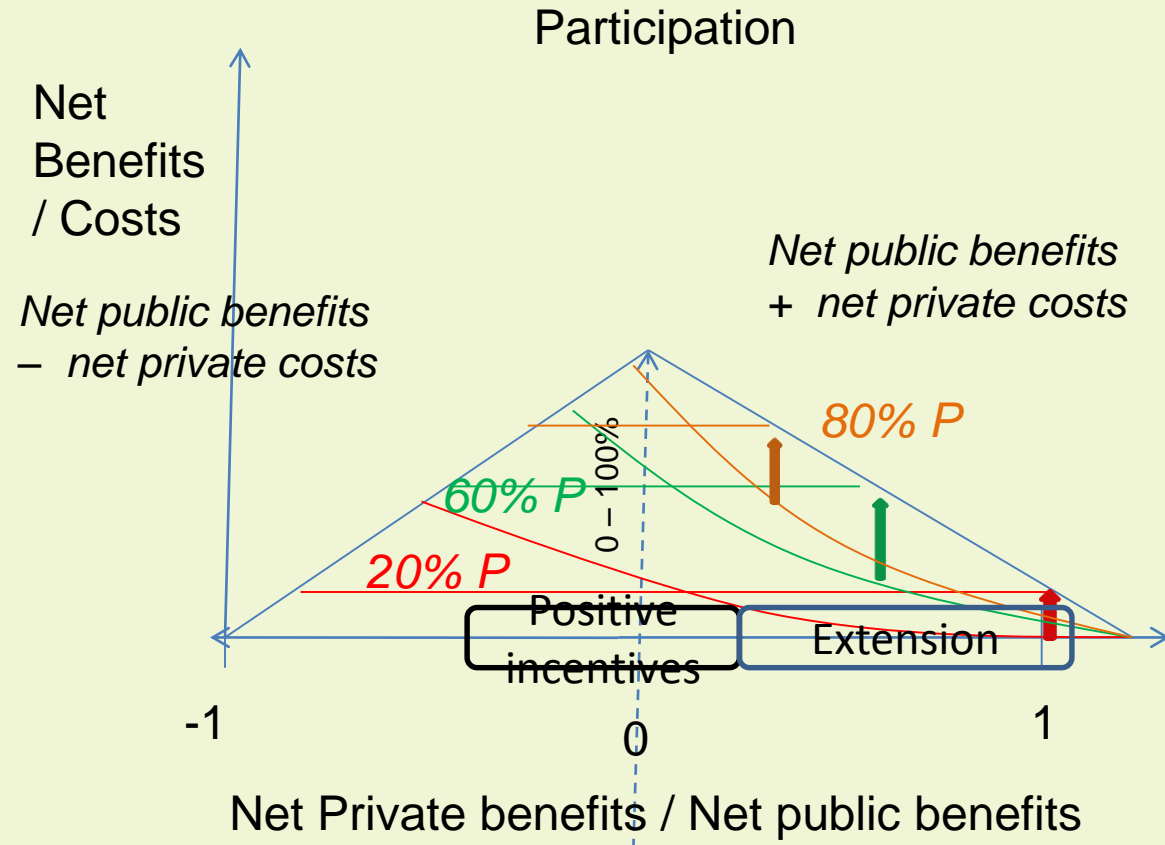 Participation
Net
Benefits
/ Costs
Net public benefits
+ net private costs
Net public benefits
– net private costs
80% P
0 – 100%
60% P
20% P
Positive
incentives
Extension
-1
0
1
Net Private benefits / Net public benefits